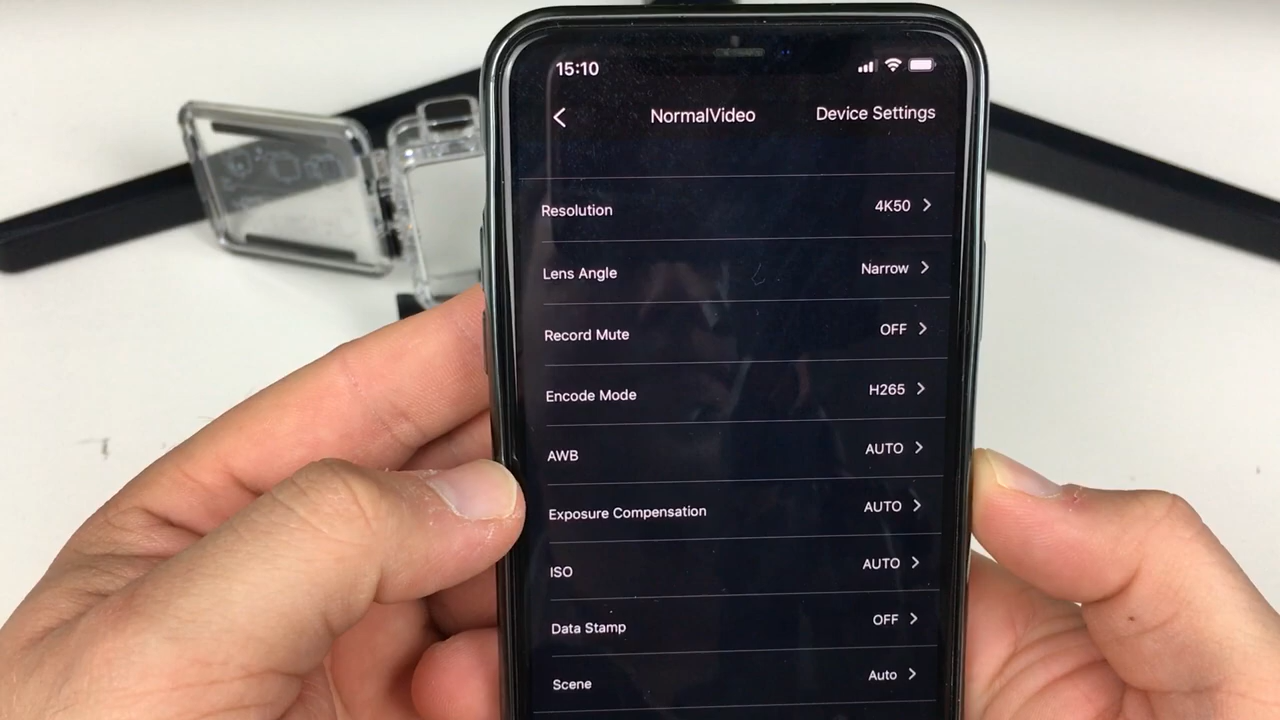 15:10
NormalVideo Device Settings
Resolution 4K50
Lens Angle Narrow
Record Mute OFF
Encode Mode H265
AWB AUTO
Exposure Compensation AUTO
ISO AUTO
Data Stamp OFF
Scene Auto